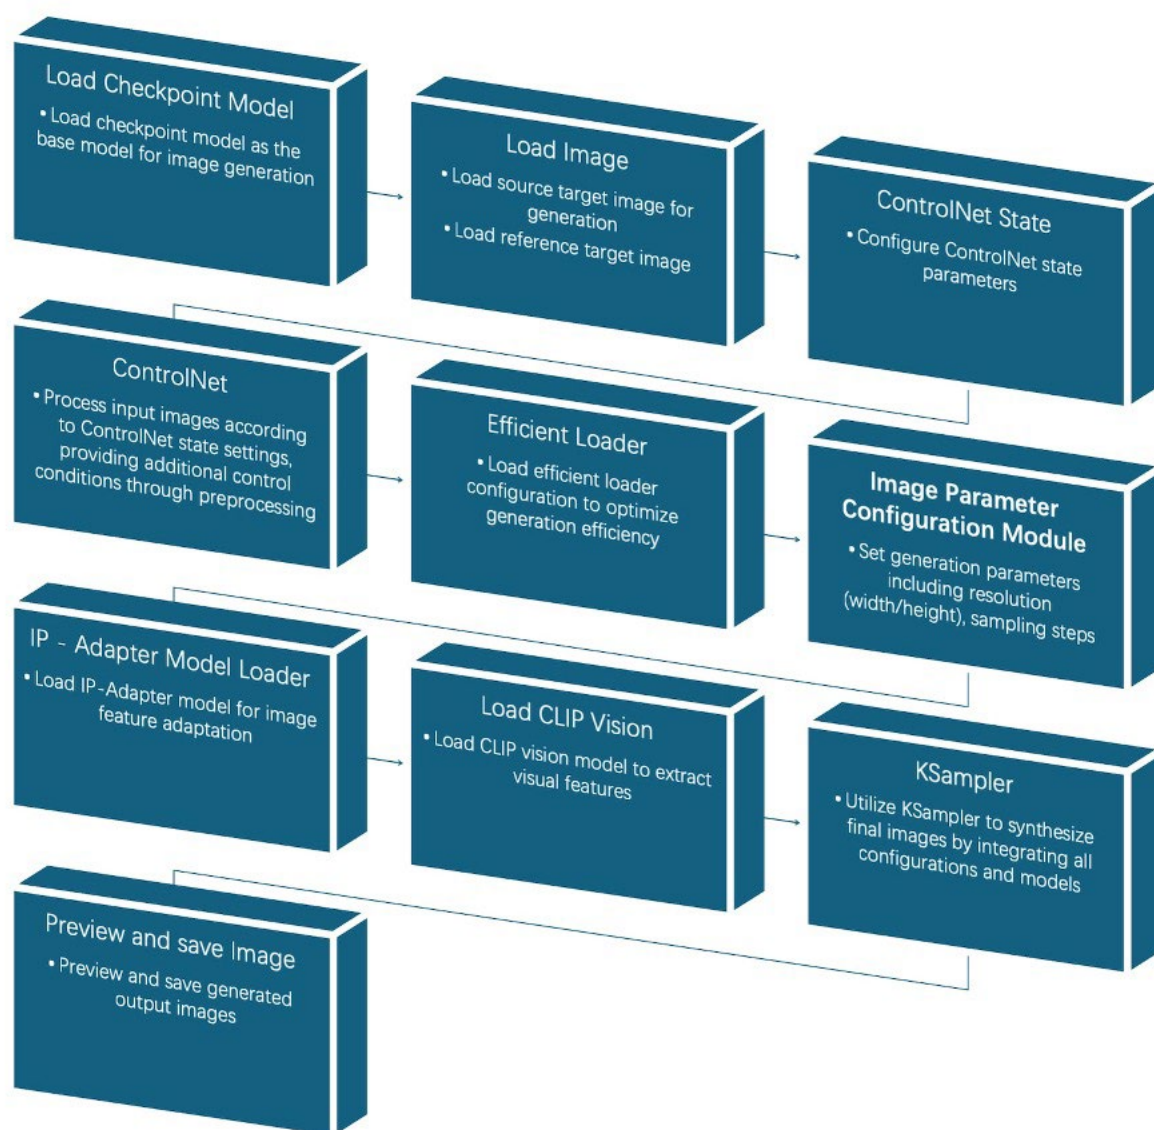 Load Checkpoint Model
• Load checkpoint model as the
base model for image generation
Load Image
• Load source target image for
generation
• Load reference target image
ControlNet State
• Configure ControlNet state
parameters
ControlNet
• Process input images according
to ControlNet state settings,
providing additional control
conditions through preprocessing
Efficient Loader
• Load efficient loader
configuration to optimize
generation efficiency
Image Parameter
Configuration Module
• Set generation parameters
including resolution
(width/height), sampling steps
IP - Adapter Model Loader
• Load IP-Adapter model for image
feature adaptation
Load CLIP Vision
• Load CLIP vision model to extract
visual features
KSampler
• Utilize KSampler to synthesize
final images by integrating all
configurations and models
Preview and save Image
• Preview and save generated
output images